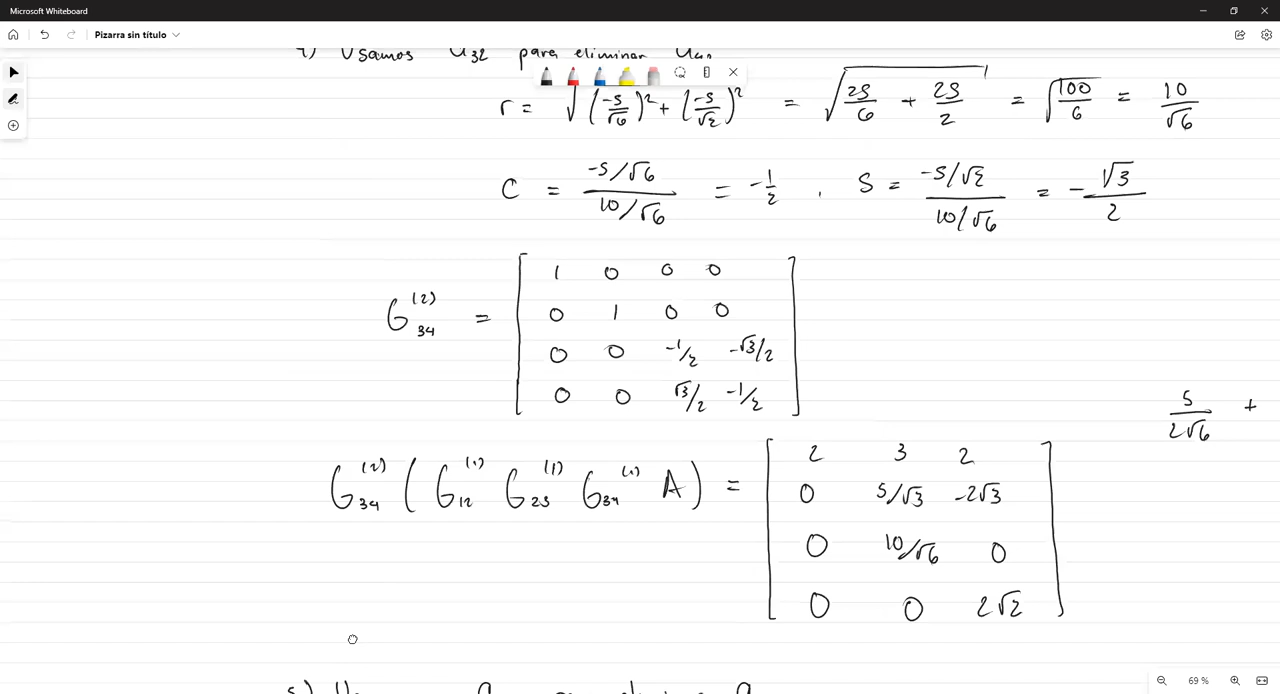 Microsoft Whiteboard
Pizarra sin título
4) Usamos a32 para eliminar
r = √((-5/√6)² + (-5/√2)²) = √(25/6 + 25/2) = √(100/6) = 10/√6
C = (-5/√6)/(10/√6) = -1/2 , S = (-5/√2)/(10/√6) = -√3/2
G₃₄⁽²⁾ = [
1 0 0 0
0 1 0 0
0 0 -1/2 -√3/2
0 0 √3/2 -1/2
]
5/(2√6) +
G₃₄⁽²⁾ ( G₁₂⁽¹⁾ G₂₃⁽¹⁾ G₃₄⁽¹⁾ A ) = [
2 3 2
0 5/√3 -2√3
0 10/√6 0
0 0 2√2
]
69 %